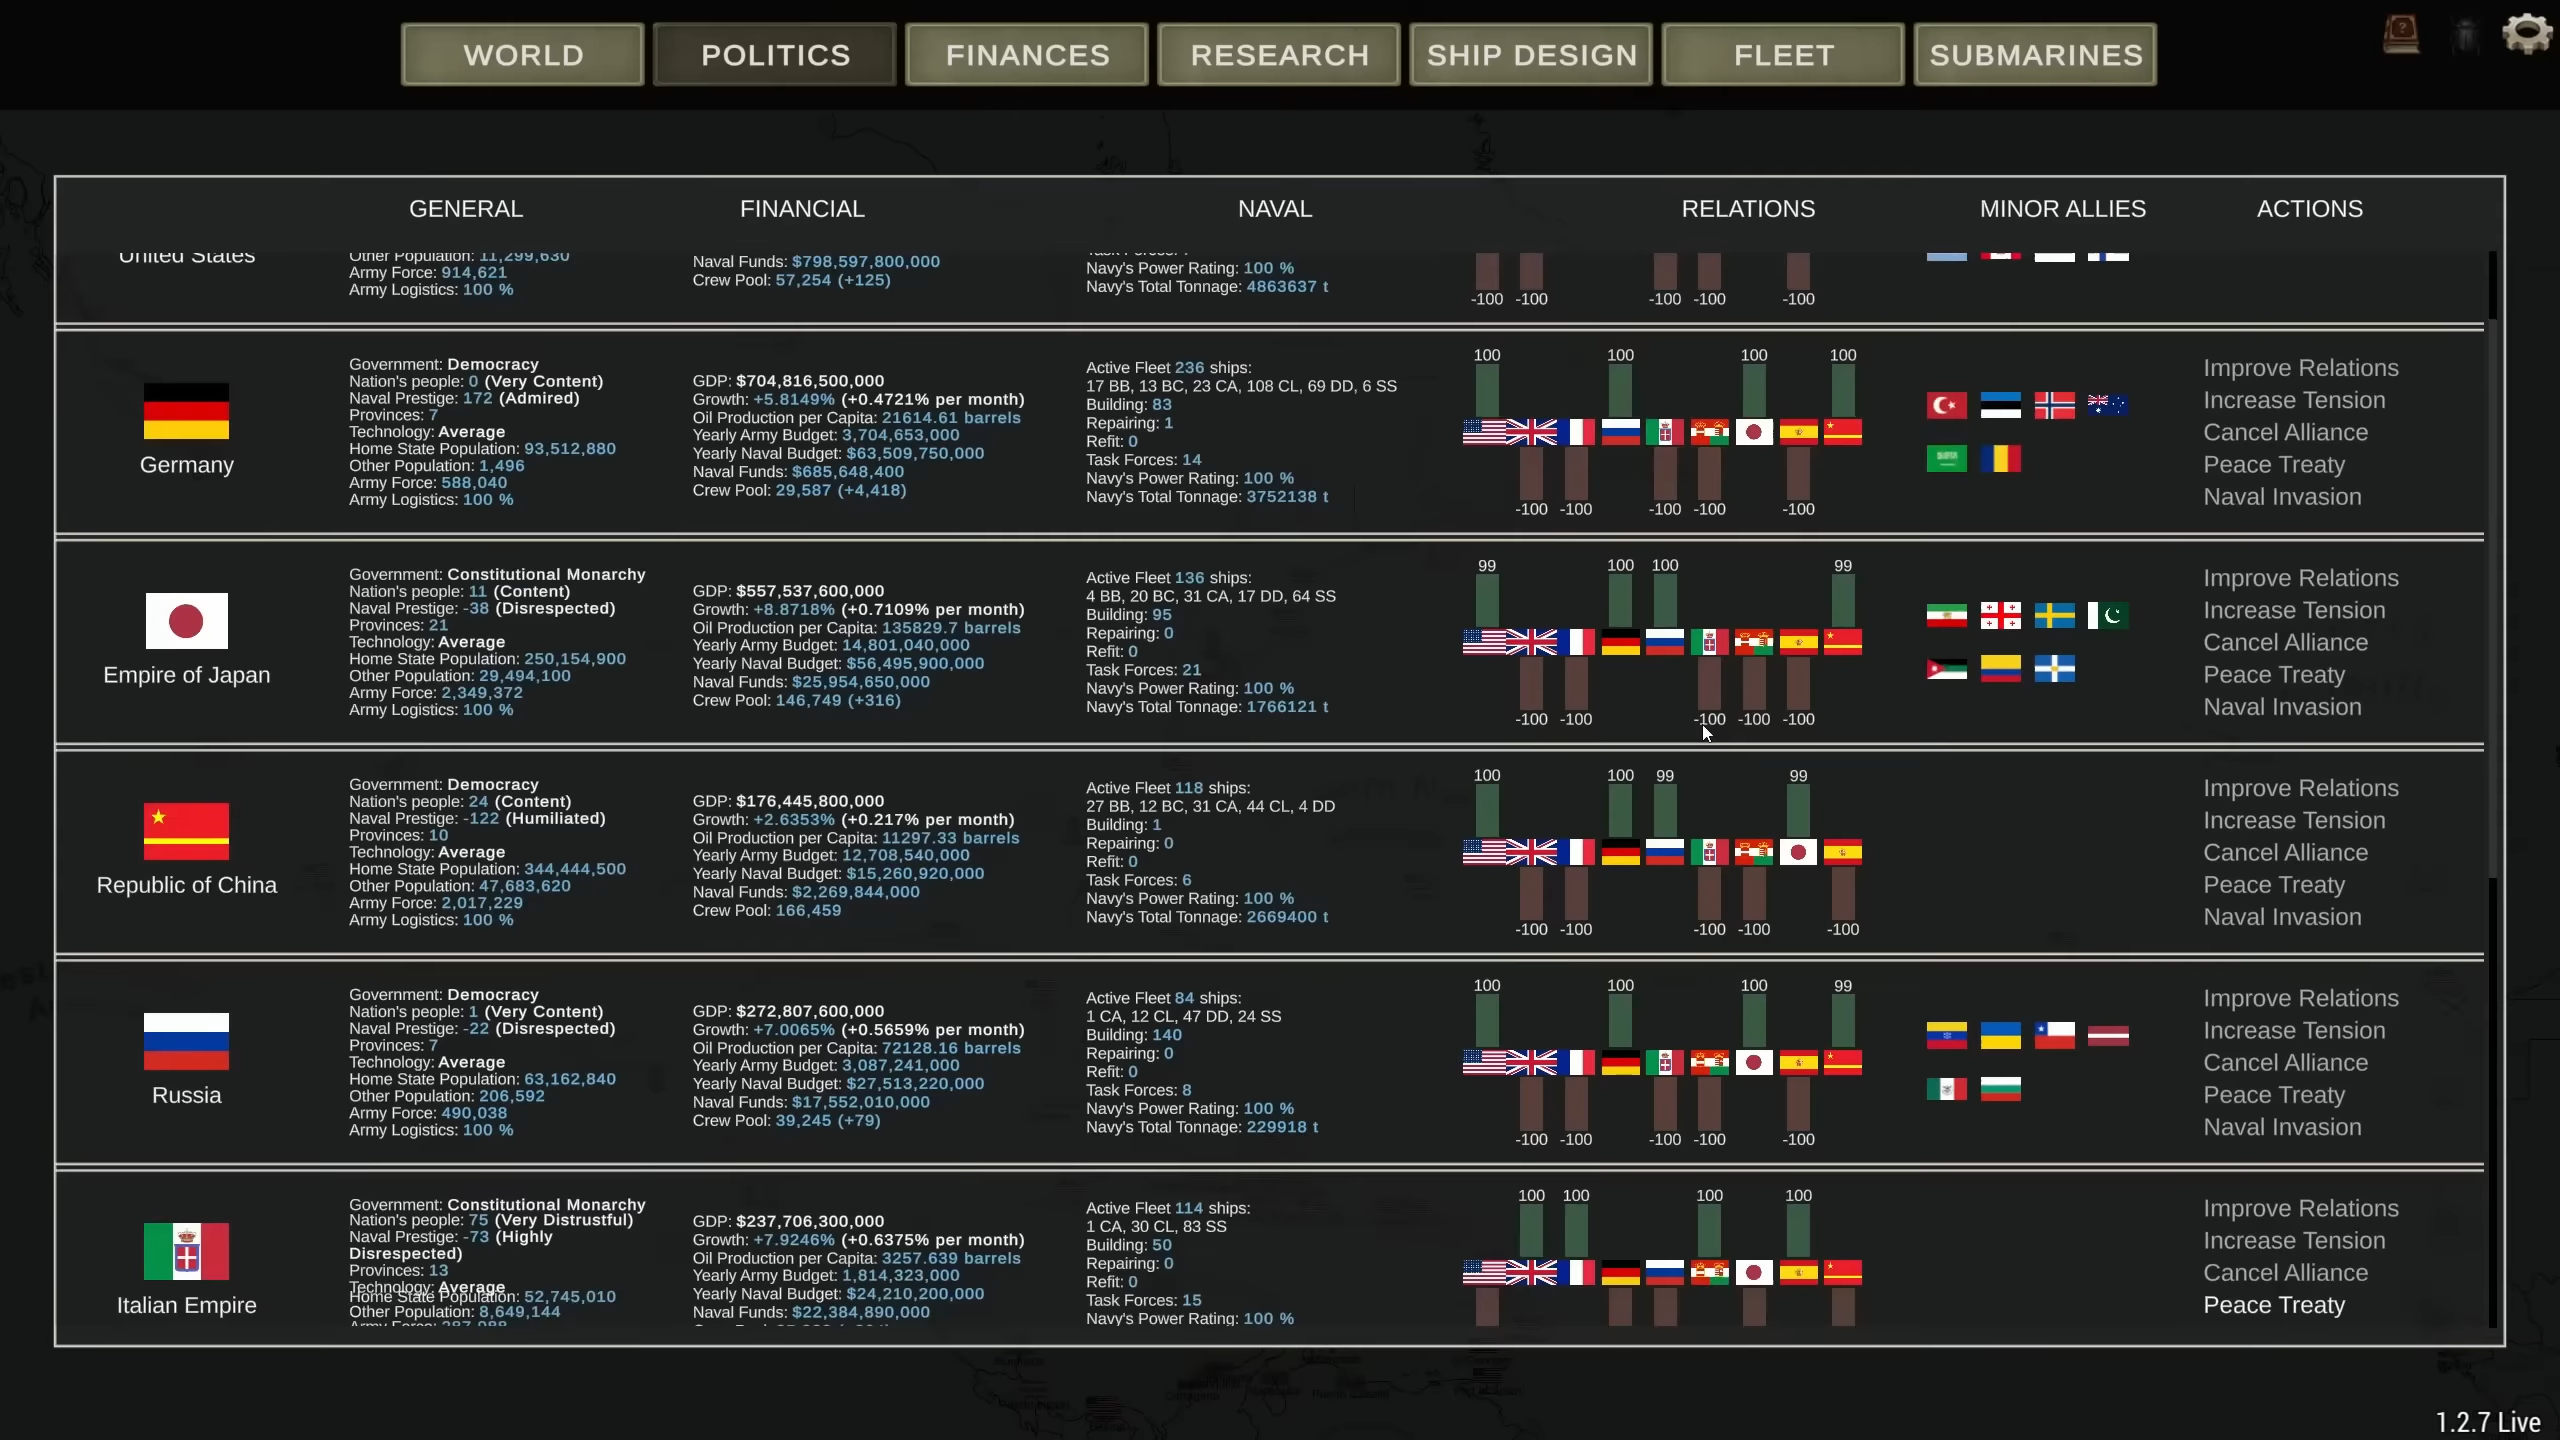 WORLD
POLITICS
FINANCES
RESEARCH
SHIP DESIGN
FLEET
SUBMARINES
GENERAL
FINANCIAL
NAVAL
RELATIONS
MINOR ALLIES
ACTIONS
United States
Other Population: 11,299,630
Army Force: 914,621
Army Logistics: 100 %
Naval Funds: $798,597,800,000
Crew Pool: 57,254 (+125)
Navy's Power Rating: 100 %
Navy's Total Tonnage: 4863637 t
-100 -100 -100 -100 -100
Germany
Government: Democracy
Nation's people: 0 (Very Content)
Naval Prestige: 172 (Admired)
Provinces: 7
Technology: Average
Home State Population: 93,512,880
Other Population: 1,496
Army Force: 588,040
Army Logistics: 100 %
GDP: $704,816,500,000
Growth: +5.8149% (+0.4721% per month)
Oil Production per Capita: 21614.61 barrels
Yearly Army Budget: 3,704,653,000
Yearly Naval Budget: $63,509,750,000
Naval Funds: $685,648,400
Crew Pool: 29,587 (+4,418)
Active Fleet 236 ships:
17 BB, 13 BC, 23 CA, 108 CL, 69 DD, 6 SS
Building: 83
Repairing: 1
Refit: 0
Task Forces: 14
Navy's Power Rating: 100 %
Navy's Total Tonnage: 3752138 t
100 100 100 100
-100 -100 -100 -100 -100
Improve Relations
Increase Tension
Cancel Alliance
Peace Treaty
Naval Invasion
Empire of Japan
Government: Constitutional Monarchy
Nation's people: 11 (Content)
Naval Prestige: -38 (Disrespected)
Provinces: 21
Technology: Average
Home State Population: 250,154,900
Other Population: 29,494,100
Army Force: 2,349,372
Army Logistics: 100 %
GDP: $557,537,600,000
Growth: +8.8718% (+0.7109% per month)
Oil Production per Capita: 135829.7 barrels
Yearly Army Budget: 14,801,040,000
Yearly Naval Budget: $56,495,900,000
Naval Funds: $25,954,650,000
Crew Pool: 146,749 (+316)
Active Fleet 136 ships:
4 BB, 20 BC, 31 CA, 17 DD, 64 SS
Building: 95
Repairing: 0
Refit: 0
Task Forces: 21
Navy's Power Rating: 100 %
Navy's Total Tonnage: 1766121 t
99 100 100 99
-100 -100 -100 -100 -100
Improve Relations
Increase Tension
Cancel Alliance
Peace Treaty
Naval Invasion
Republic of China
Government: Democracy
Nation's people: 24 (Content)
Naval Prestige: -122 (Humiliated)
Provinces: 10
Technology: Average
Home State Population: 344,444,500
Other Population: 47,683,620
Army Force: 2,017,229
Army Logistics: 100 %
GDP: $176,445,800,000
Growth: +2.6353% (+0.217% per month)
Oil Production per Capita: 11297.33 barrels
Yearly Army Budget: 12,708,540,000
Yearly Naval Budget: $15,260,920,000
Naval Funds: $2,269,844,000
Crew Pool: 166,459
Active Fleet 118 ships:
27 BB, 12 BC, 31 CA, 44 CL, 4 DD
Building: 1
Repairing: 0
Refit: 0
Task Forces: 6
Navy's Power Rating: 100 %
Navy's Total Tonnage: 2669400 t
100 100 99 99
-100 -100 -100 -100 -100
Improve Relations
Increase Tension
Cancel Alliance
Peace Treaty
Naval Invasion
Russia
Government: Democracy
Nation's people: 1 (Very Content)
Naval Prestige: -22 (Disrespected)
Provinces: 7
Technology: Average
Home State Population: 63,162,840
Other Population: 206,592
Army Force: 490,038
Army Logistics: 100 %
GDP: $272,807,600,000
Growth: +7.0065% (+0.5659% per month)
Oil Production per Capita: 72128.16 barrels
Yearly Army Budget: 3,087,241,000
Yearly Naval Budget: $27,513,220,000
Naval Funds: $17,552,010,000
Crew Pool: 39,245 (+79)
Active Fleet 84 ships:
1 CA, 12 CL, 47 DD, 24 SS
Building: 140
Repairing: 0
Refit: 0
Task Forces: 8
Navy's Power Rating: 100 %
Navy's Total Tonnage: 229918 t
100 100 100 99
-100 -100 -100 -100 -100
Improve Relations
Increase Tension
Cancel Alliance
Peace Treaty
Naval Invasion
Italian Empire
Government: Constitutional Monarchy
Nation's people: 75 (Very Distrustful)
Naval Prestige: -73 (Highly
Disrespected)
Provinces: 13
Technology: Average
Home State Population: 52,745,010
Other Population: 8,649,144
GDP: $237,706,300,000
Growth: +7.9246% (+0.6375% per month)
Oil Production per Capita: 3257.639 barrels
Yearly Army Budget: 1,814,323,000
Yearly Naval Budget: $24,210,200,000
Naval Funds: $22,384,890,000
Active Fleet 114 ships:
1 CA, 30 CL, 83 SS
Building: 50
Repairing: 0
Refit: 0
Task Forces: 15
Navy's Power Rating: 100 %
100 100 100 100
Improve Relations
Increase Tension
Cancel Alliance
Peace Treaty
1.2.7 Live